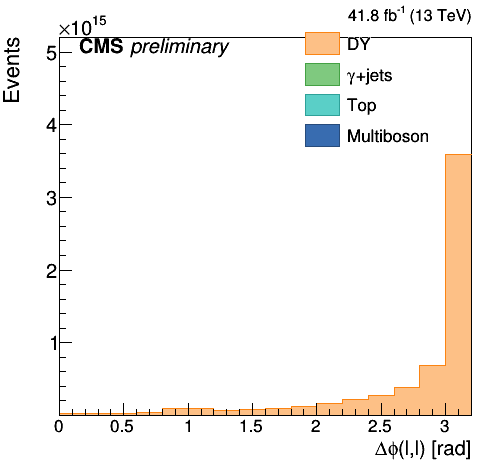 41.8 fb⁻¹ (13 TeV)
×10¹⁵
CMS preliminary
Events
DY
γ+jets
Top
Multiboson
5
4
3
2
1
0 0.5 1 1.5 2 2.5 3
Δϕ(l,l) [rad]